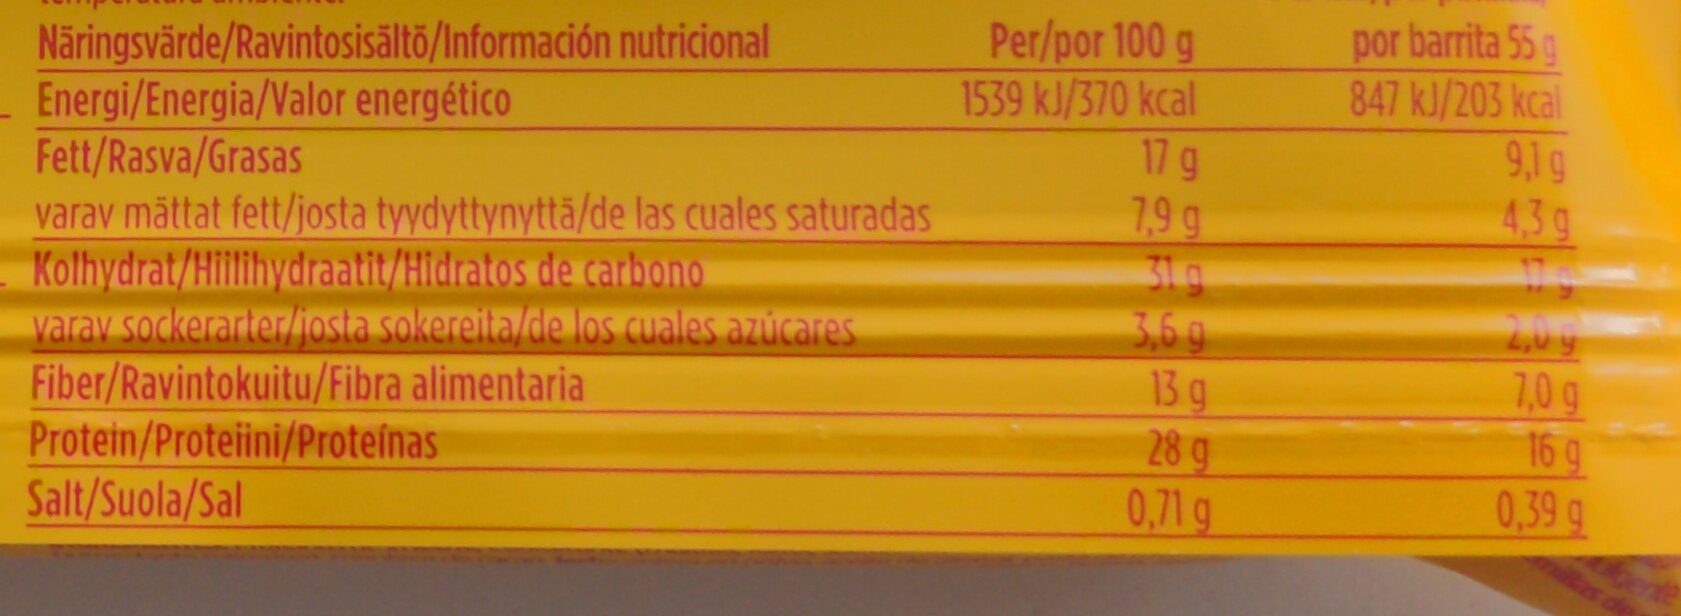 Näringsvärde/Ravintosisältö/Información nutricional Per/por 100 g por barrita 55 g
Energi/Energia/Valor energético 1539 kJ/370 kcal 847 kJ/203 kcal
Fett/Rasva/Grasas 17 g 9,1 g
varav mättat fett/josta tyydyttynyttä/de las cuales saturadas 7,9 g 4,3 g
Kolhydrat/Hiilihydraatit/Hidratos de carbono 31 g 17 g
varav sockerarter/josta sokereita/de los cuales azúcares 3,6 g 2,0 g
Fiber/Ravintokuitu/Fibra alimentaria 13 g 7,0 g
Protein/Proteiini/Proteínas 28 g 16 g
Salt/Suola/Sal 0,71 g 0,39 g